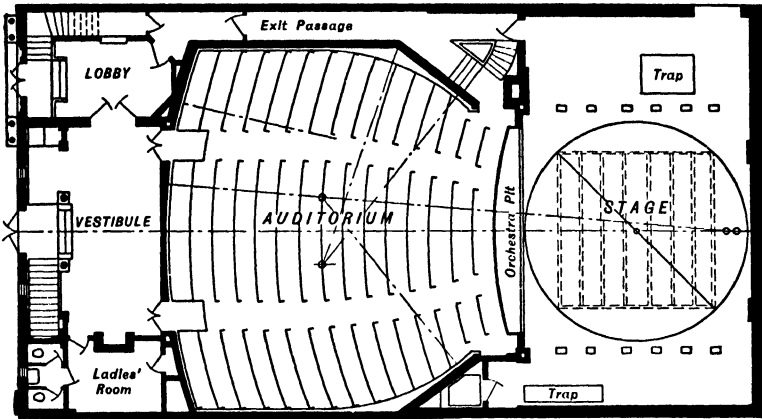 Exit Passage
LOBBY
Trap
VESTIBULE
AUDITORIUM
Orchestra Pit
STAGE
Ladies'
Room
Trap